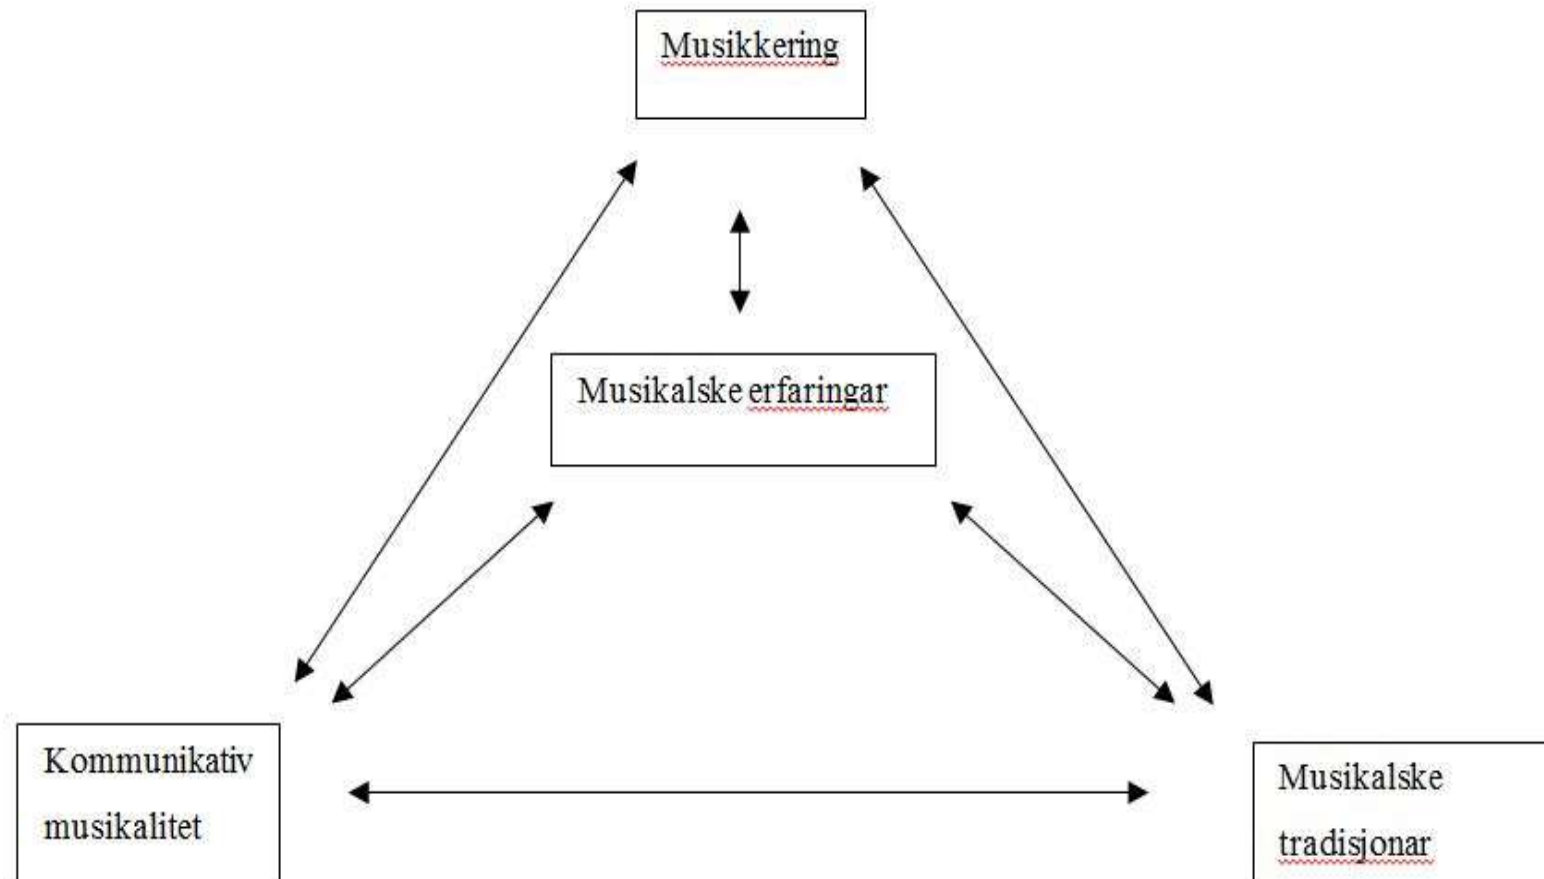 Musikkering
Musikalske erfaringar
Kommunikativ
musikalitet
Musikalske
tradisjonar